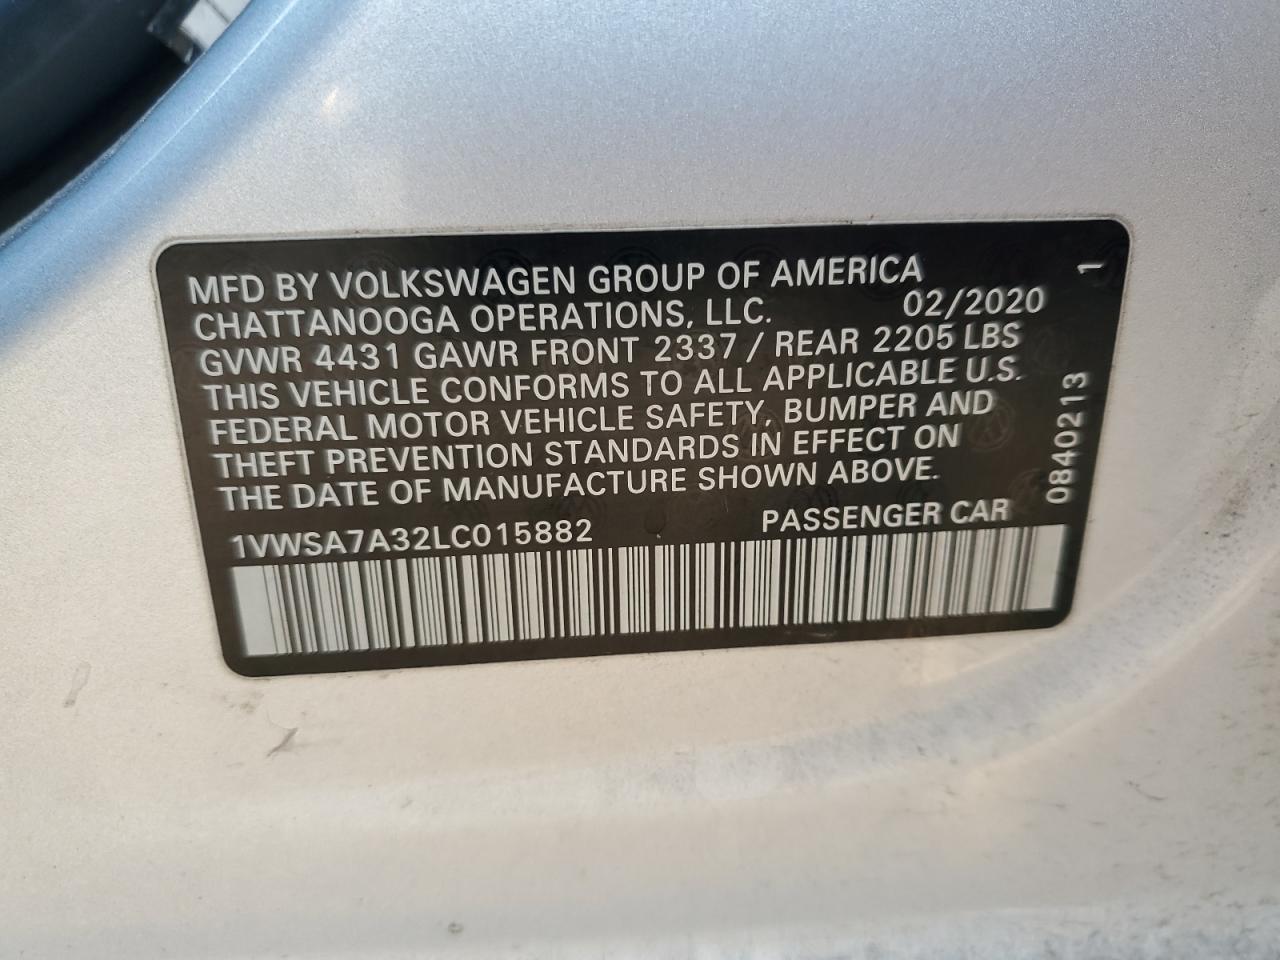 MFD BY VOLKSWAGEN GROUP OF AMERICA
CHATTANOOGA OPERATIONS, LLC. 02/2020
GVWR 4431 GAWR FRONT 2337 / REAR 2205 LBS
THIS VEHICLE CONFORMS TO ALL APPLICABLE U.S.
FEDERAL MOTOR VEHICLE SAFETY, BUMPER AND
THEFT PREVENTION STANDARDS IN EFFECT ON
THE DATE OF MANUFACTURE SHOWN ABOVE.
1VWSA7A32LC015882 PASSENGER CAR
0840213 1